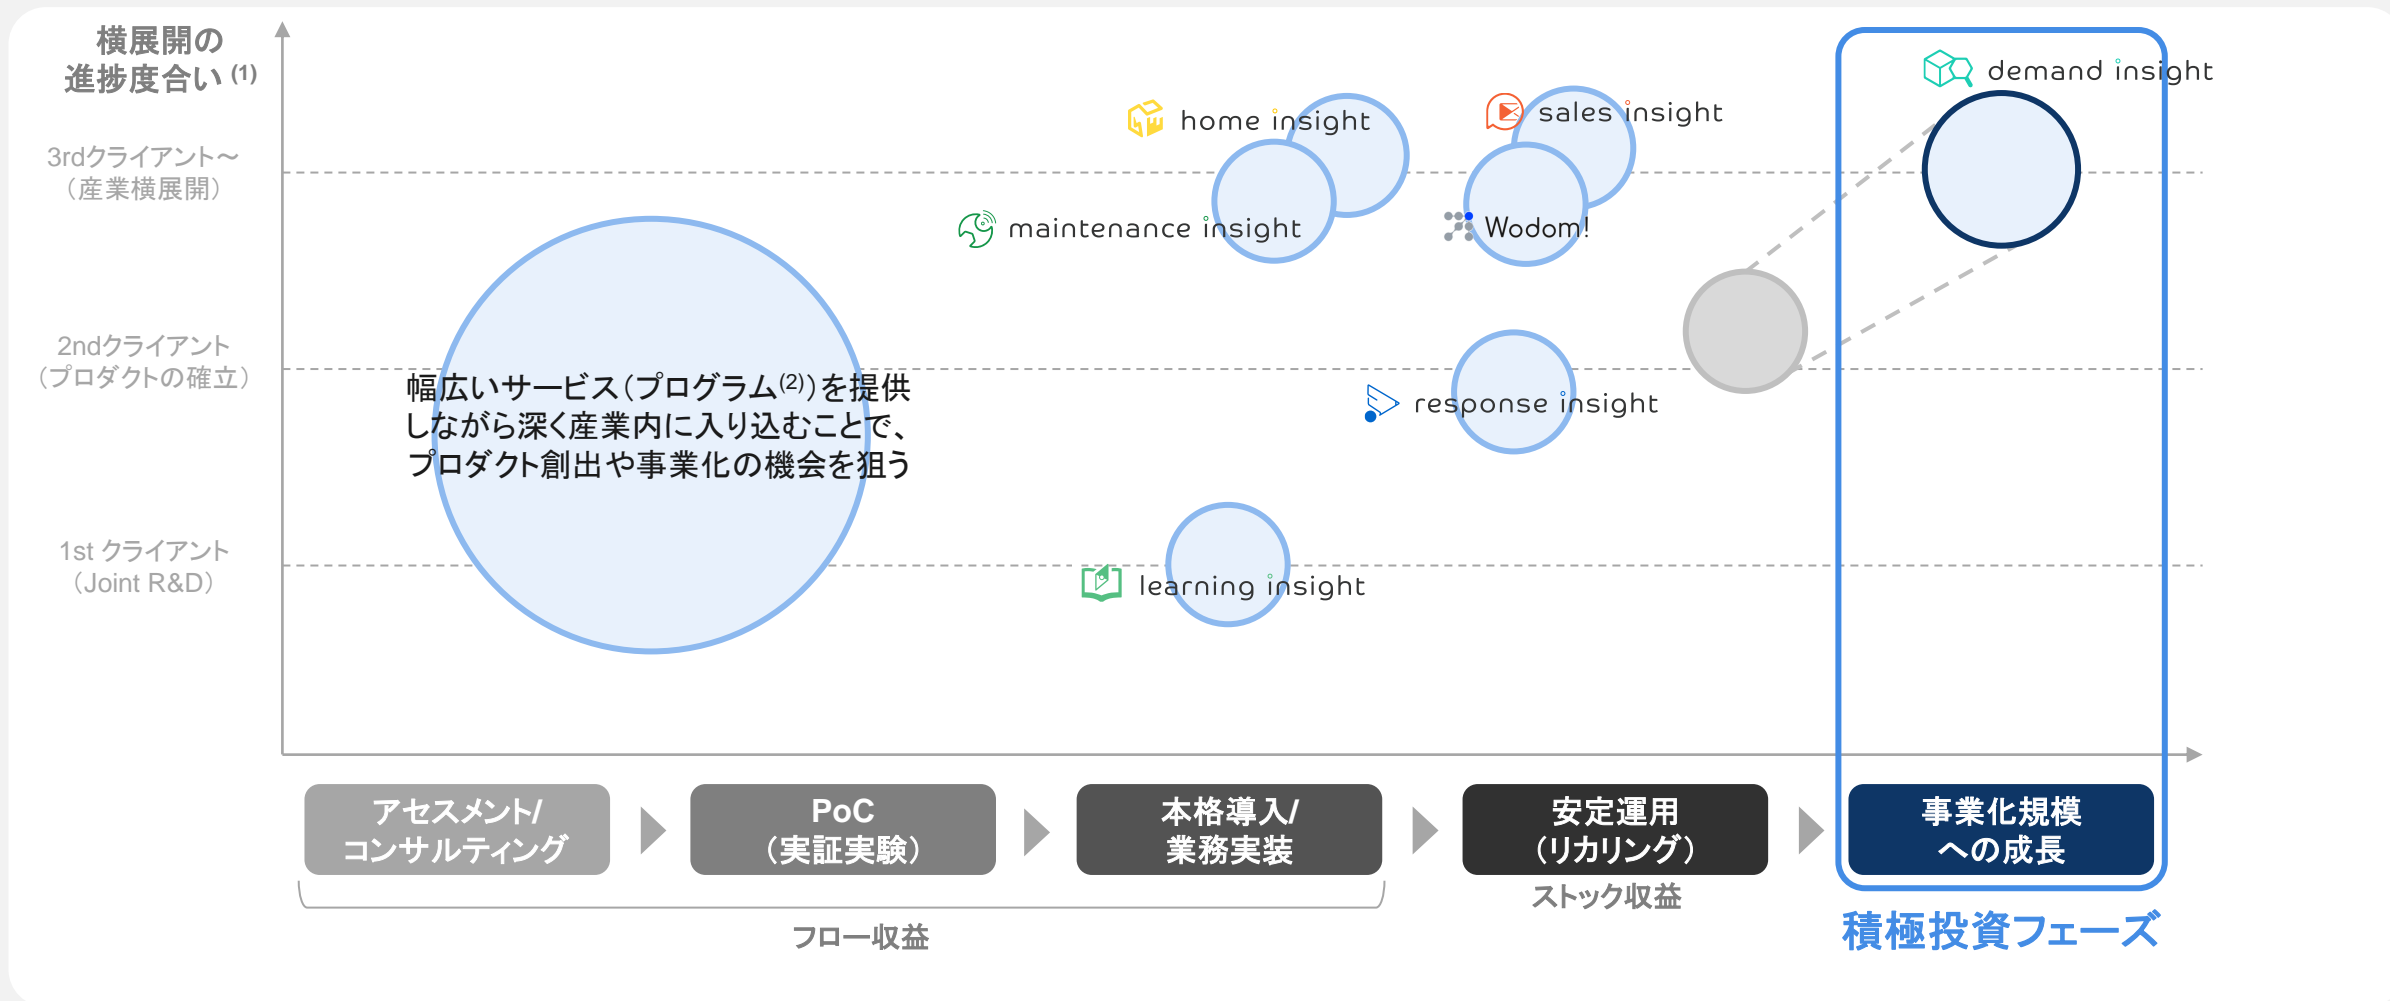 横展開の
進捗度合い (1)
3rdクライアント～
（産業横展開）
2ndクライアント
（プロダクトの確立）
1st クライアント
（Joint R&D）
幅広いサービス（プログラム(2)）を提供
しながら深く産業内に入り込むことで、
プロダクト創出や事業化の機会を狙う
home insight
maintenance insight
sales insight
Wodom!
response insight
learning insight
demand insight
アセスメント/
コンサルティング
PoC
（実証実験）
本格導入/
業務実装
安定運用
（リカリング）
事業化規模
への成長
フロー収益
ストック収益
積極投資フェーズ